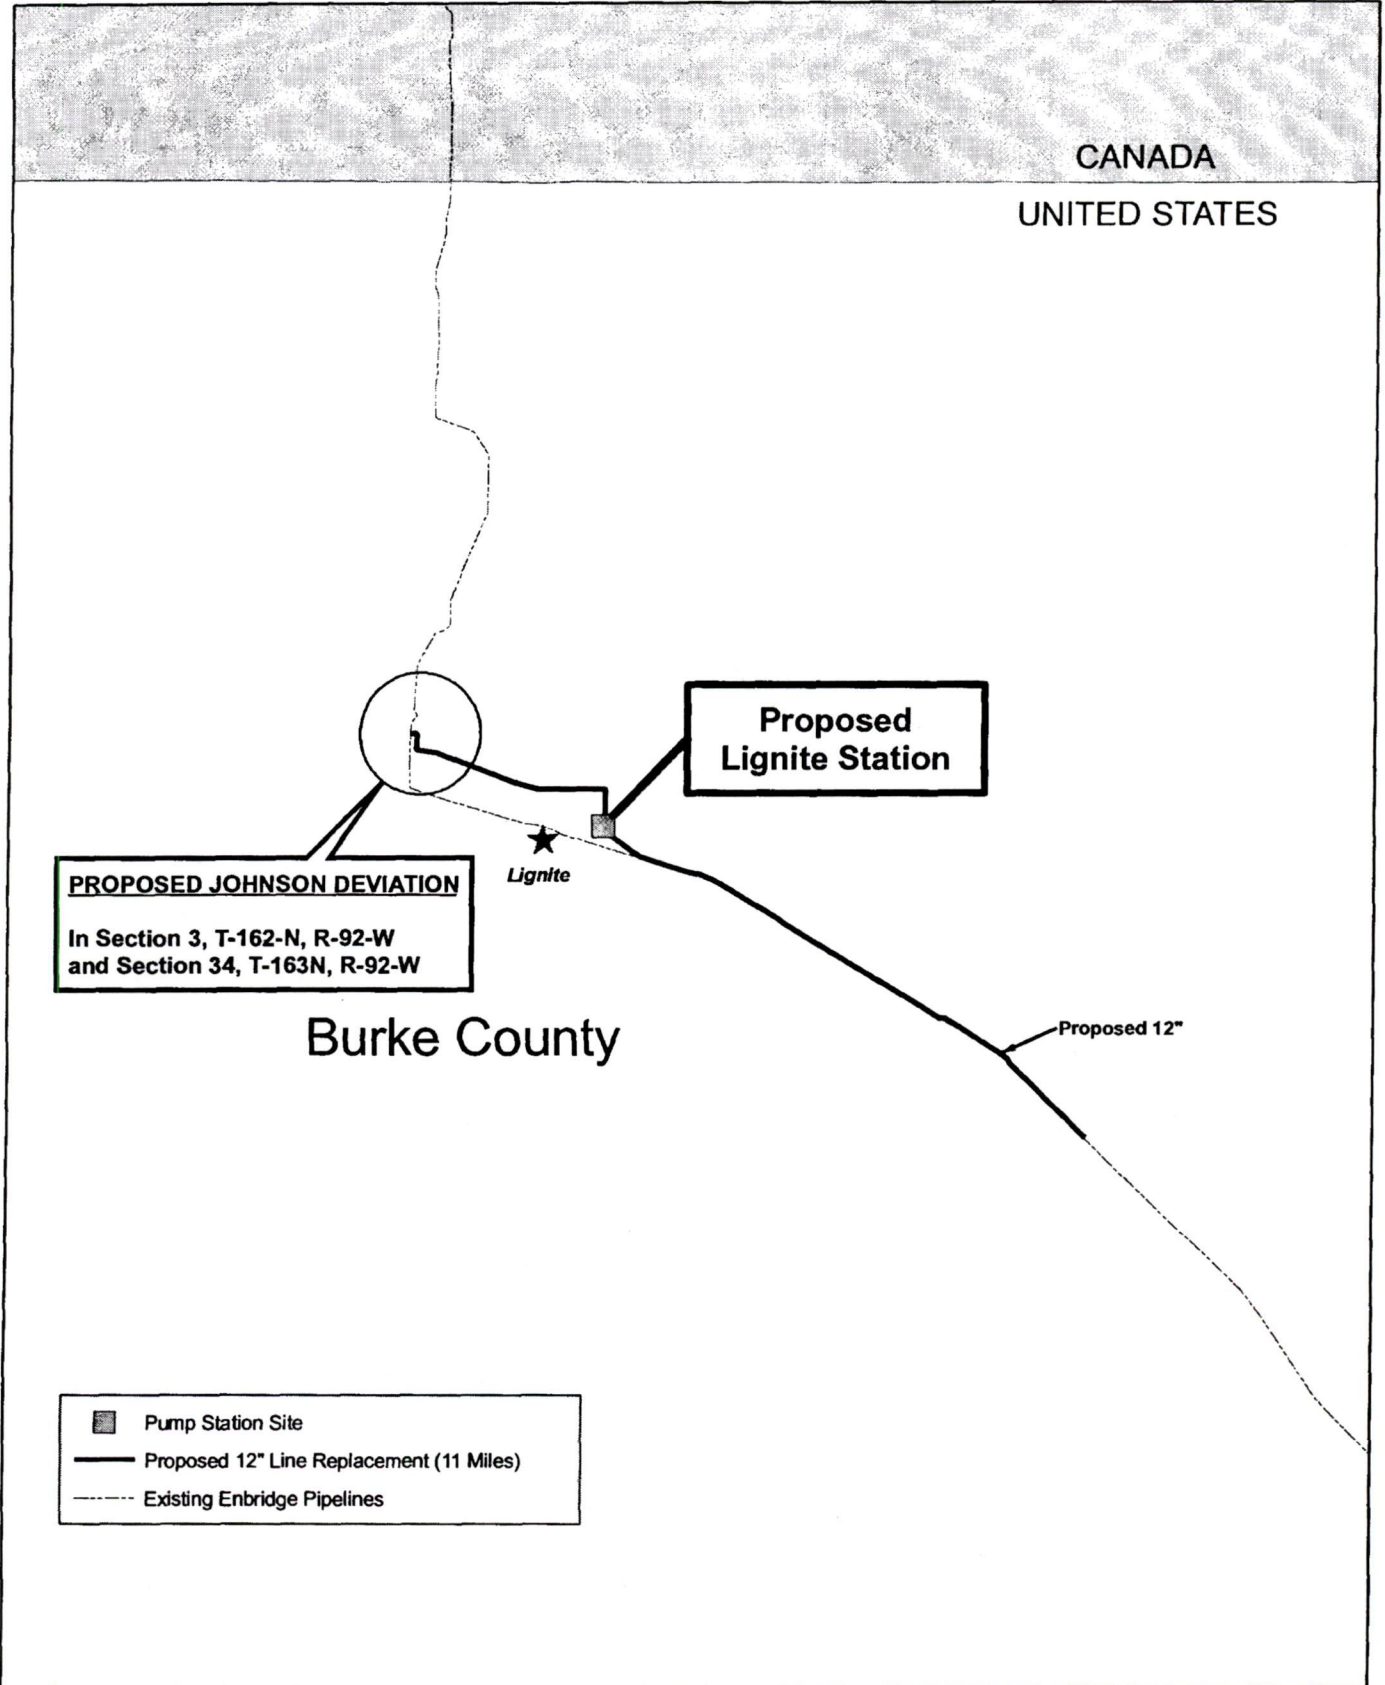 CANADA
UNITED STATES
Proposed
Lignite Station
PROPOSED JOHNSON DEVIATION
In Section 3, T-162-N, R-92-W
and Section 34, T-163N, R-92-W
Lignite
Burke County
Proposed 12"
Pump Station Site
Proposed 12" Line Replacement (11 Miles)
Existing Enbridge Pipelines